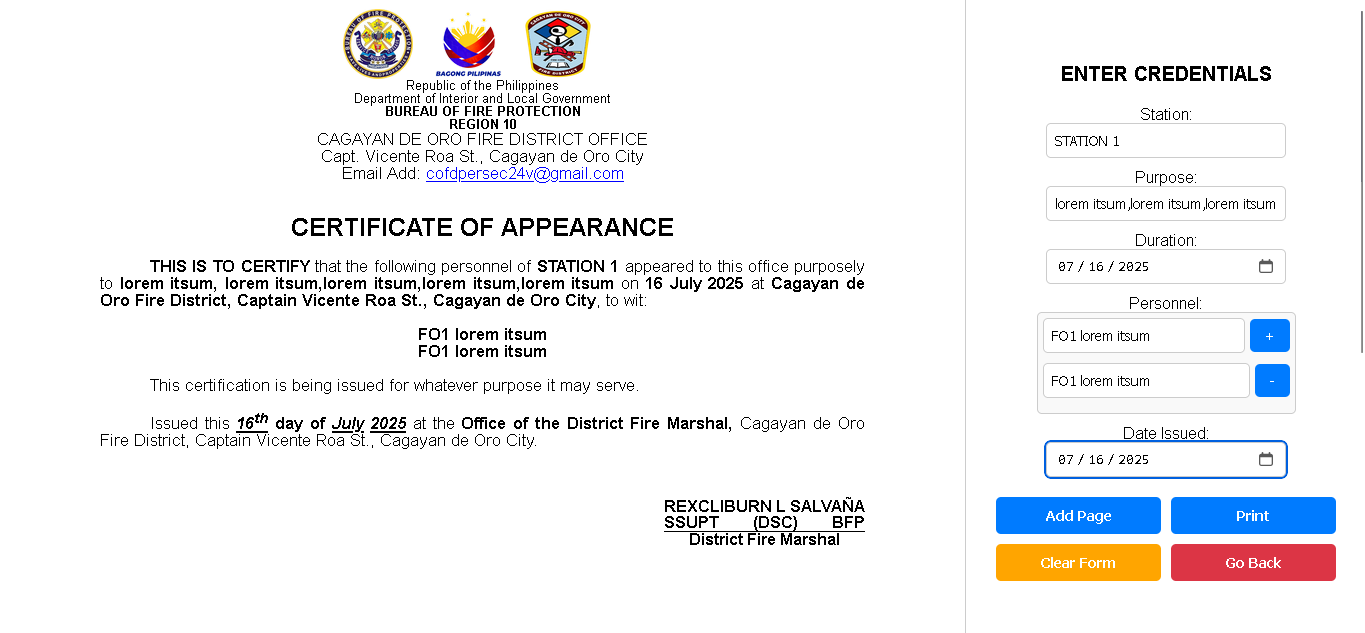 BAGONG PILIPINAS
Republic of the Philippines
Department of Interior and Local Government
BUREAU OF FIRE PROTECTION
REGION 10
CAGAYAN DE ORO FIRE DISTRICT OFFICE
Capt. Vicente Roa St., Cagayan de Oro City
Email Add: cofdpersec24v@gmail.com
CERTIFICATE OF APPEARANCE
THIS IS TO CERTIFY that the following personnel of STATION 1 appeared to this office purposely
to lorem itsum, lorem itsum,lorem itsum,lorem itsum,lorem itsum on 16 July 2025 at Cagayan de
Oro Fire District, Captain Vicente Roa St., Cagayan de Oro City, to wit:
FO1 lorem itsum
FO1 lorem itsum
This certification is being issued for whatever purpose it may serve.
Issued this 16th day of July 2025 at the Office of the District Fire Marshal, Cagayan de Oro
Fire District, Captain Vicente Roa St., Cagayan de Oro City.
REXCLIBURN L SALVAÑA
SSUPT (DSC) BFP
District Fire Marshal
ENTER CREDENTIALS
Station:
STATION 1
Purpose:
lorem itsum,lorem itsum,lorem itsum
Duration:
07 / 16 / 2025
Personnel:
FO1 lorem itsum
+
FO1 lorem itsum
-
Date Issued:
07 / 16 / 2025
Add Page
Print
Clear Form
Go Back